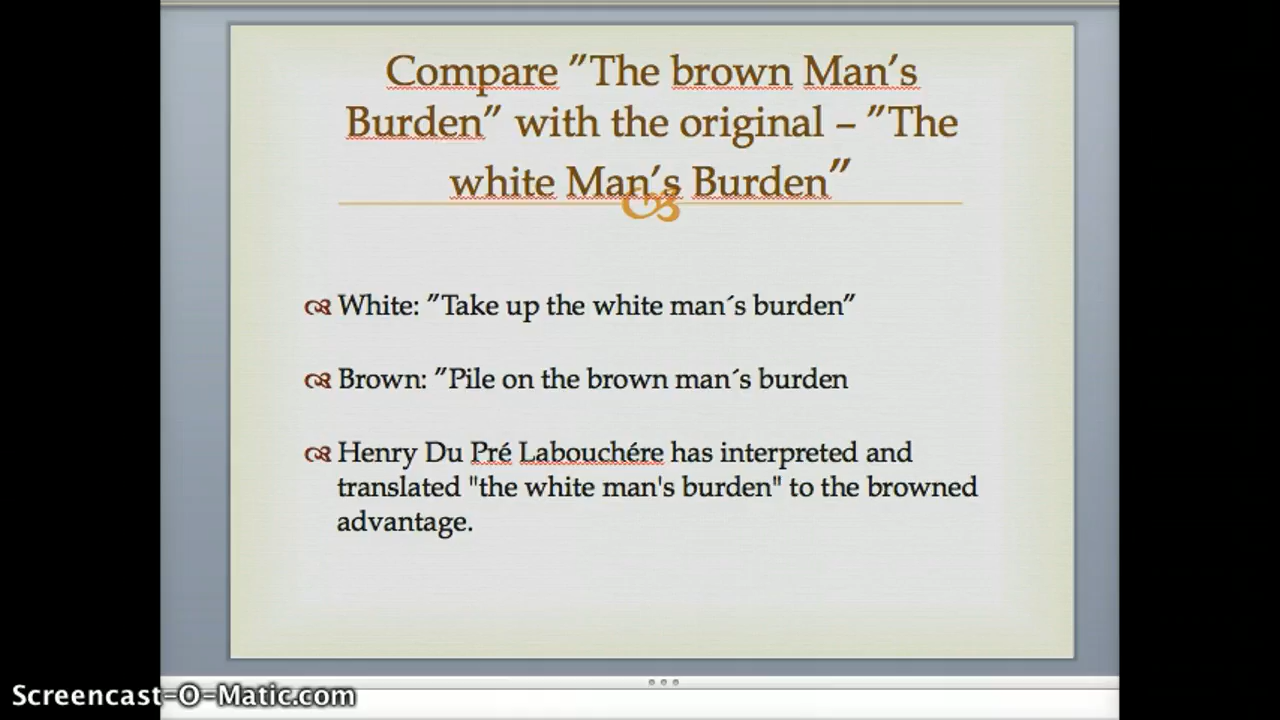 Compare ”The brown Man’s
Burden” with the original – ”The
white Man’s Burden”
White: ”Take up the white man´s burden”
Brown: ”Pile on the brown man´s burden
Henry Du Pré Labouchére has interpreted and
translated "the white man's burden" to the browned
advantage.
Screencast-O-Matic.com